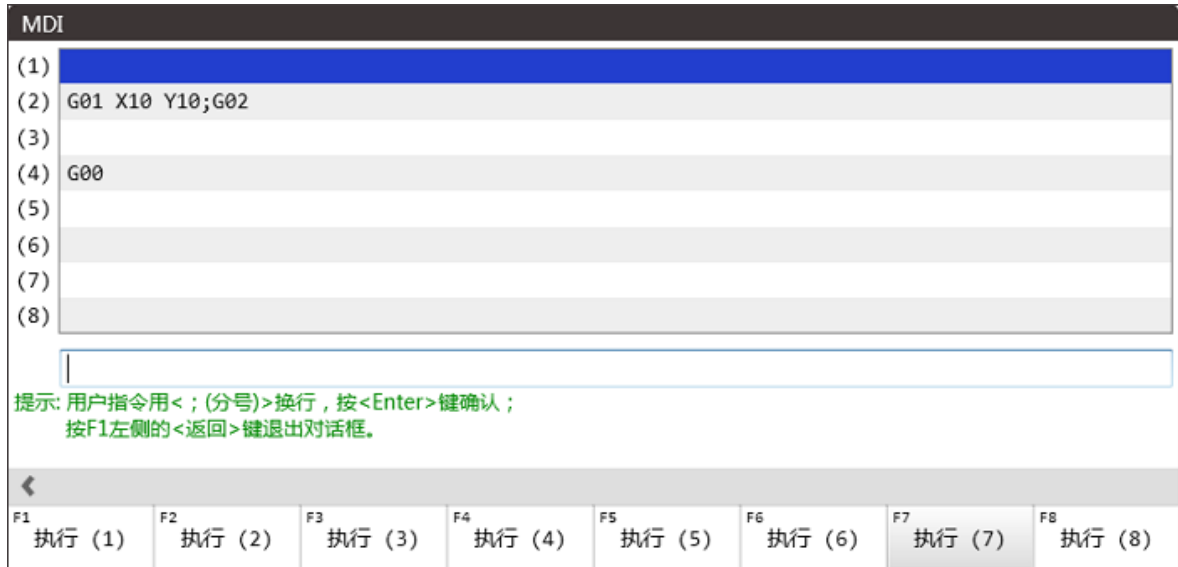 MDI
(1)
(2) G01 X10 Y10;G02
(3)
(4) G00
(5)
(6)
(7)
(8)
提示: 用户指令用<；(分号)>换行，按<Enter>键确认；
按F1左侧的<返回>键退出对话框。
F1 执行 (1)
F2 执行 (2)
F3 执行 (3)
F4 执行 (4)
F5 执行 (5)
F6 执行 (6)
F7 执行 (7)
F8 执行 (8)